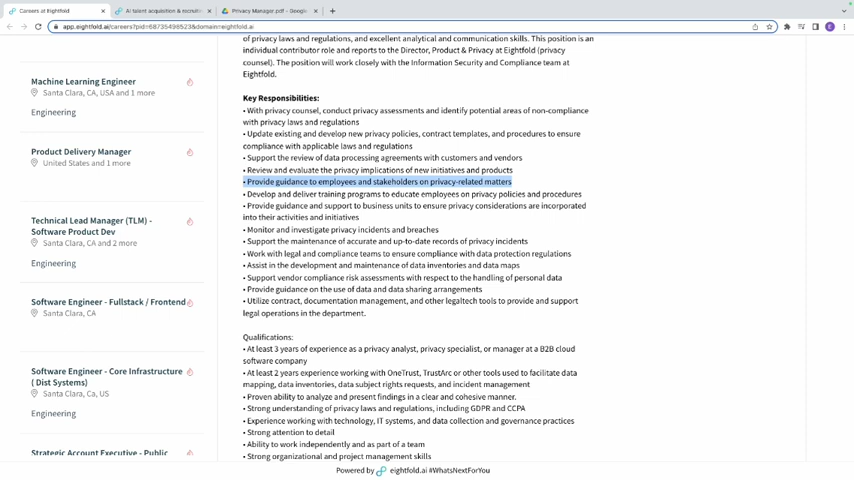 Careers at Eightfold
AI talent acquisition & recruitm
Privacy Manager.pdf - Google
app.eightfold.ai/careers?pid=68735496523&domain=eightfold.ai
Machine Learning Engineer
Santa Clara, CA, USA and 1 more
Engineering
Product Delivery Manager
United States and 1 more
Technical Lead Manager (TLM) -
Software Product Dev
Santa Clara, CA and 2 more
Engineering
Software Engineer - Fullstack / Frontend
Santa Clara, CA
Software Engineer - Core Infrastructure
( Dist Systems)
Santa Clara, Ca, US
Engineering
Strategic Account Executive - Public
of privacy laws and regulations, and excellent analytical and communication skills. This position is an
individual contributor role and reports to the Director, Product & Privacy at Eightfold (privacy
counsel). The position will work closely with the Information Security and Compliance team at
Eightfold.
Key Responsibilities:
• With privacy counsel, conduct privacy assessments and identify potential areas of non-compliance
with privacy laws and regulations
• Update existing and develop new privacy policies, contract templates, and procedures to ensure
compliance with applicable laws and regulations
• Support the review of data processing agreements with customers and vendors
• Review and evaluate the privacy implications of new initiatives and products
• Provide guidance to employees and stakeholders on privacy-related matters
• Develop and deliver training programs to educate employees on privacy policies and procedures
• Provide guidance and support to business units to ensure privacy considerations are incorporated
into their activities and initiatives
• Monitor and investigate privacy incidents and breaches
• Support the maintenance of accurate and up-to-date records of privacy incidents
• Work with legal and compliance teams to ensure compliance with data protection regulations
• Assist in the development and maintenance of data inventories and data maps
• Support vendor compliance risk assessments with respect to the handling of personal data
• Provide guidance on the use of data and data sharing arrangements
• Utilize contract, documentation management, and other legaltech tools to provide and support
legal operations in the department.
Qualifications:
• At least 3 years of experience as a privacy analyst, privacy specialist, or manager at a B2B cloud
software company
• At least 2 years experience working with OneTrust, TrustArc or other tools used to facilitate data
mapping, data inventories, data subject rights requests, and incident management
• Proven ability to analyze and present findings in a clear and cohesive manner.
• Strong understanding of privacy laws and regulations, including GDPR and CCPA
• Experience working with technology, IT systems, and data collection and governance practices
• Strong attention to detail
• Ability to work independently and as part of a team
• Strong organizational and project management skills
Powered by eightfold.ai #WhatsNextForYou